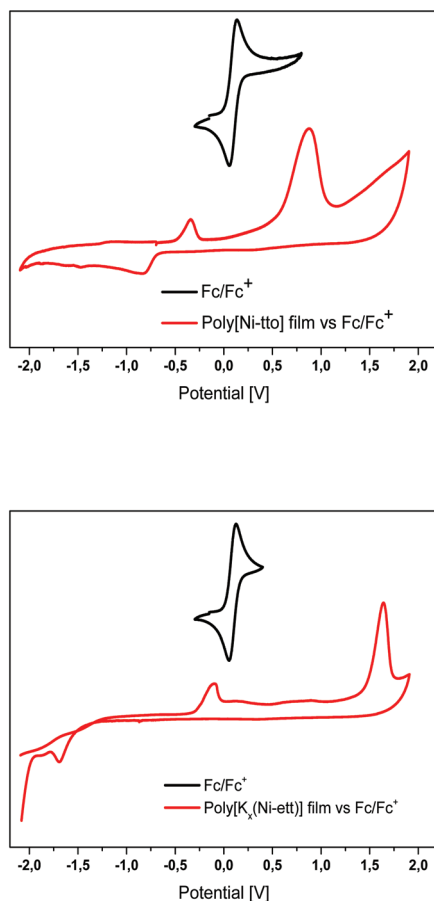 Fc/Fc⁺
Poly[Ni-tto] film vs Fc/Fc⁺
-2,0 -1,5 -1,0 -0,5 0,0 0,5 1,0 1,5 2,0
Potential [V]
Fc/Fc⁺
Poly[Kₓ(Ni-ett)] film vs Fc/Fc⁺
-2,0 -1,5 -1,0 -0,5 0,0 0,5 1,0 1,5 2,0
Potential [V]